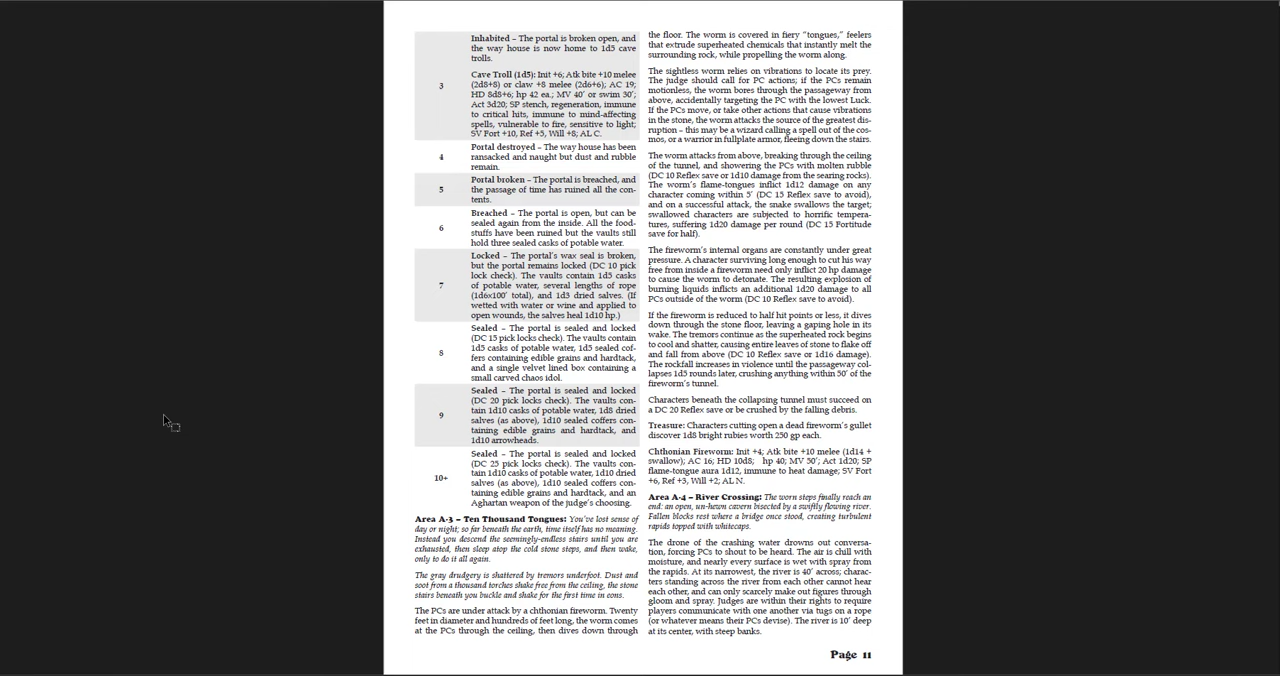 Inhabited – The portal is broken open, and
the way house is now home to 1d5 cave
trolls.
3
Cave Troll (1d5): Init +6; Atk bite +10 melee
(2d8+8) or claw +8 melee (2d6+6); AC 19;
HD 8d8+6; hp 42 ea.; MV 40' or swim 30';
Act 3d20; SP stench, regeneration, immune
to critical hits, immune to mind-affecting
spells, vulnerable to fire, sensitive to light;
SV Fort +10, Ref +5, Will +8; AL C.
4
Portal destroyed – The way house has been
ransacked and naught but dust and rubble
remain.
5
Portal broken – The portal is breached, and
the passage of time has ruined all the con-
tents.
6
Breached – The portal is open, but can be
sealed again from the inside. All the food-
stuffs have been ruined but the vaults still
hold three sealed casks of potable water.
7
Locked – The portal's wax seal is broken,
but the portal remains locked (DC 10 pick
lock check). The vaults contain 1d5 casks
of potable water, several lengths of rope
(1d6x100' total), and 1d3 dried salves. (If
wetted with water or wine and applied to
open wounds, the salves heal 1d10 hp.)
8
Sealed – The portal is sealed and locked
(DC 15 pick locks check). The vaults contain
1d5 casks of potable water, 1d5 sealed cof-
fers containing edible grains and hardtack,
and a single velvet lined box containing a
small carved chaos idol.
9
Sealed – The portal is sealed and locked
(DC 20 pick locks check). The vaults con-
tain 1d10 casks of potable water, 1d8 dried
salves (as above), 1d10 sealed coffers con-
taining edible grains and hardtack, and
1d10 arrowheads.
10+
Sealed – The portal is sealed and locked
(DC 25 pick locks check). The vaults con-
tain 1d10 casks of potable water, 1d10 dried
salves (as above), 1d10 sealed coffers con-
taining edible grains and hardtack, and an
Aghartan weapon of the judge's choosing.
Area A-3 – Ten Thousand Tongues: You've lost sense of
day or night; so far beneath the earth, time itself has no meaning.
Instead you descend the seemingly-endless stairs until you are
exhausted, then sleep atop the cold stone steps, and then wake,
only to do it all again.
The gray drudgery is shattered by tremors underfoot. Dust and
soot from a thousand torches shake free from the ceiling, the stone
stairs beneath you buckle and shake for the first time in eons.
The PCs are under attack by a chthonian fireworm. Twenty
feet in diameter and hundreds of feet long, the worm comes
at the PCs through the ceiling, then dives down through
the floor. The worm is covered in fiery "tongues," feelers
that extrude superheated chemicals that instantly melt the
surrounding rock, while propelling the worm along.
The sightless worm relies on vibrations to locate its prey.
The judge should call for PC actions; if the PCs remain
motionless, the worm bores through the passageway from
above, accidentally targeting the PC with the lowest Luck.
If the PCs move, or take other actions that cause vibrations
in the stone, the worm attacks the source of the greatest dis-
ruption – this may be a wizard calling a spell out of the cos-
mos, or a warrior in fullplate armor, fleeing down the stairs.
The worm attacks from above, breaking through the ceiling
of the tunnel, and showering the PCs with molten rubble
(DC 10 Reflex save or 1d10 damage from the searing rocks).
The worm's flame-tongues inflict 1d12 damage on any
character coming within 5' (DC 15 Reflex save to avoid),
and on a successful attack, the snake swallows the target;
swallowed characters are subjected to horrific tempera-
tures, suffering 1d20 damage per round (DC 15 Fortitude
save for half).
The fireworm's internal organs are constantly under great
pressure. A character surviving long enough to cut his way
free from inside a fireworm need only inflict 20 hp damage
to cause the worm to detonate. The resulting explosion of
burning liquids inflicts an additional 1d20 damage to all
PCs outside of the worm (DC 10 Reflex save to avoid).
If the fireworm is reduced to half hit points or less, it dives
down through the stone floor, leaving a gaping hole in its
wake. The tremors continue as the superheated rock begins
to cool and shatter, causing entire leaves of stone to flake off
and fall from above (DC 10 Reflex save or 1d16 damage).
The rockfall increases in violence until the passageway col-
lapses 1d5 rounds later, crushing anything within 50' of the
fireworm's tunnel.
Characters beneath the collapsing tunnel must succeed on
a DC 20 Reflex save or be crushed by the falling debris.
Treasure: Characters cutting open a dead fireworm's gullet
discover 1d8 bright rubies worth 250 gp each.
Chthonian Fireworm: Init +4; Atk bite +10 melee (1d14 +
swallow); AC 16; HD 10d8; hp 40; MV 50'; Act 1d20; SP
flame-tongue aura 1d12, immune to heat damage; SV Fort
+6, Ref +3, Will +2; AL N.
Area A-4 – River Crossing: The worn steps finally reach an
end: an open, un-hewn cavern bisected by a swiftly flowing river.
Fallen blocks rest where a bridge once stood, creating turbulent
rapids topped with whitecaps.
The drone of the crashing water drowns out conversa-
tion, forcing PCs to shout to be heard. The air is chill with
moisture, and nearly every surface is wet with spray from
the rapids. At its narrowest, the river is 40' across; charac-
ters standing across the river from each other cannot hear
each other, and can only scarcely make out figures through
gloom and spray. Judges are within their rights to require
players communicate with one another via tugs on a rope
(or whatever means their PCs devise). The river is 10' deep
at its center, with steep banks.
Page 11